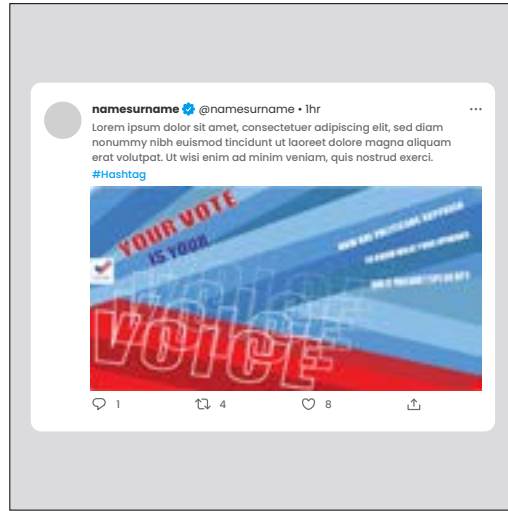 namesurname @namesurname • 1hr
Lorem ipsum dolor sit amet, consectetuer adipiscing elit, sed diam
nonummy nibh euismod tincidunt ut laoreet dolore magna aliquam
erat volutpat. Ut wisi enim ad minim veniam, quis nostrud exerci.
#Hashtag
YOUR VOTE
IS YOUR
VOICE
VOICE
VOICE
1 4 8